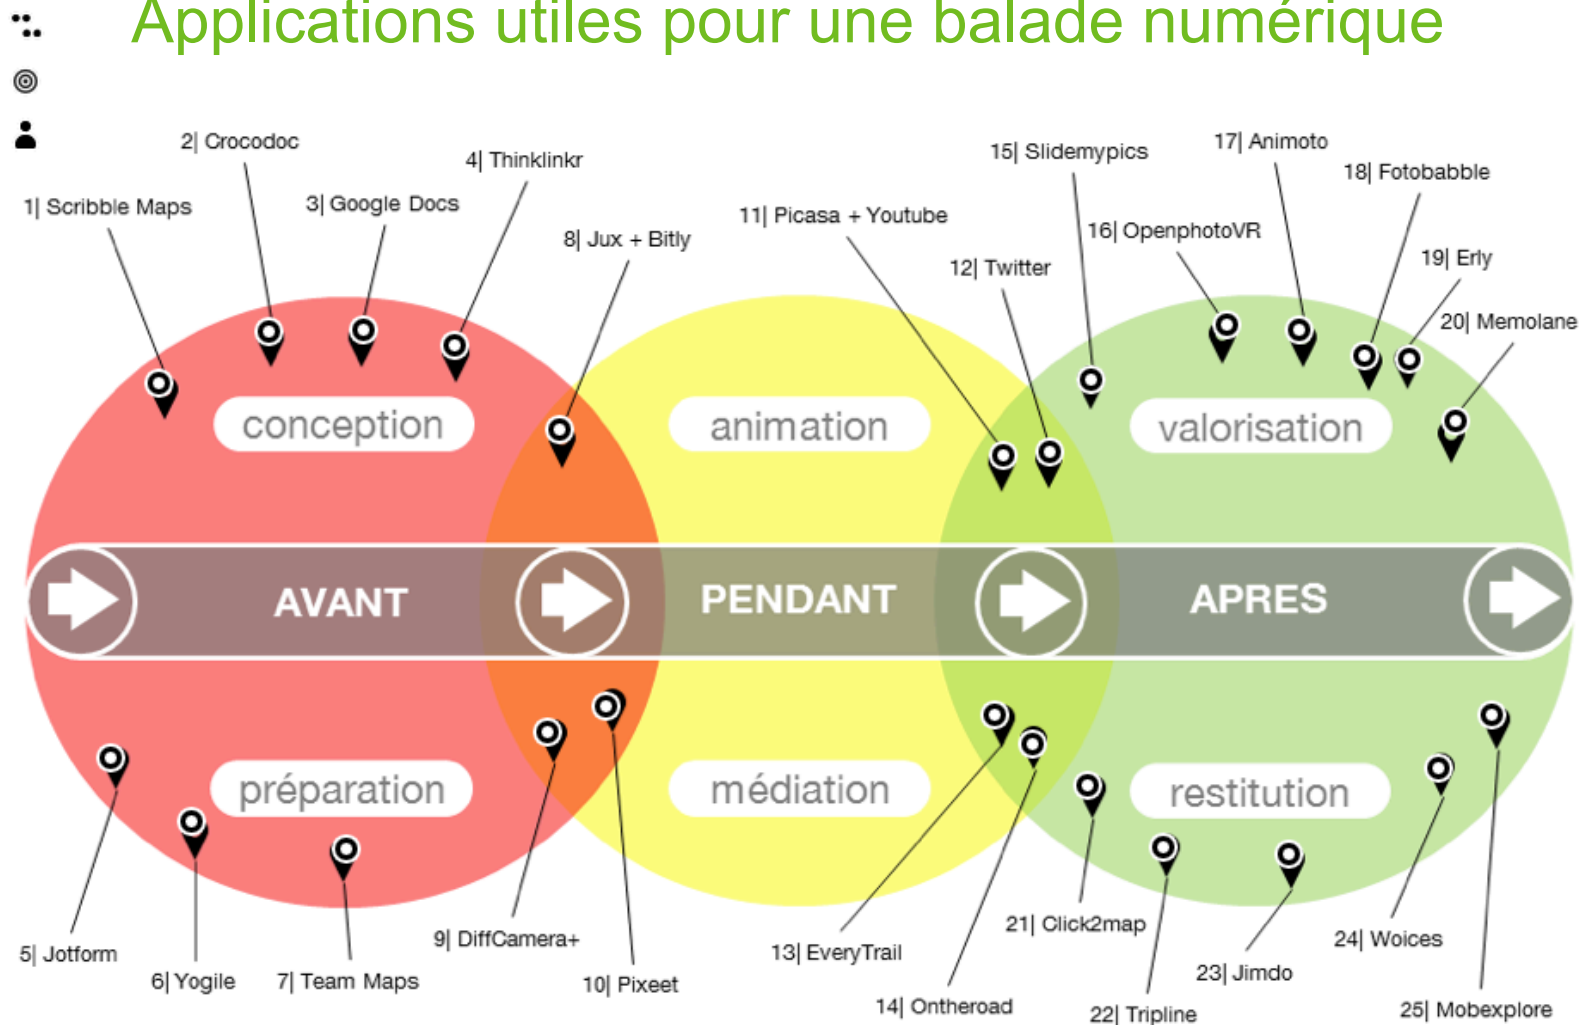 Applications utiles pour une balade numérique
2| Crocodoc
4| Thinklinkr
15| Slidemypics
17| Animoto
18| Fotobabble
1| Scribble Maps
3| Google Docs
8| Jux + Bitly
11| Picasa + Youtube
16| OpenphotoVR
12| Twitter
19| Erly
20| Memolane
conception
animation
valorisation
AVANT
PENDANT
APRES
préparation
médiation
restitution
5| Jotform
6| Yogile
7| Team Maps
9| DiffCamera+
10| Pixeet
13| EveryTrail
14| Ontheroad
21| Click2map
22| Tripline
23| Jimdo
24| Woices
25| Mobexplore